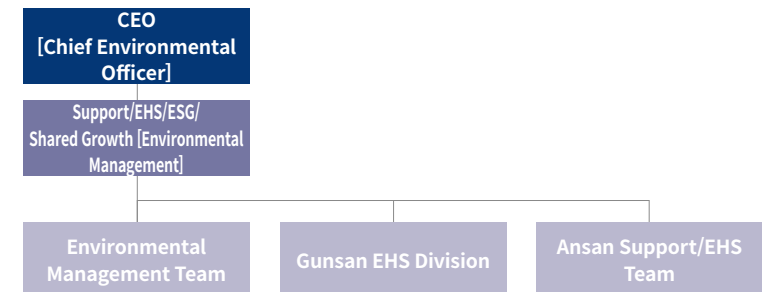 CEO
[Chief Environmental
Officer]
Support/EHS/ESG/
Shared Growth [Environmental
Management]
Environmental
Management Team
Gunsan EHS Division
Ansan Support/EHS
Team